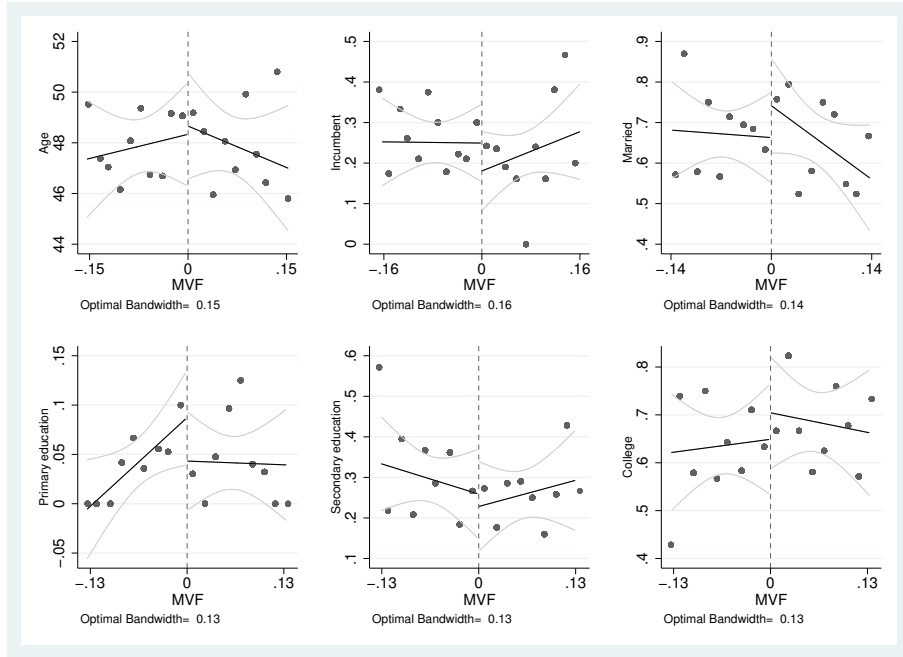 Age
52
50
48
46
44
−.15
0
.15
MVF
Optimal Bandwidth= 0.15
Incumbent
.5
.4
.3
.2
.1
0
−.16
0
.16
MVF
Optimal Bandwidth= 0.16
Married
.9
.8
.7
.6
.5
.4
−.14
0
.14
MVF
Optimal Bandwidth= 0.14
Primary education
.15
.1
.05
0
−.05
−.13
0
.13
MVF
Optimal Bandwidth= 0.13
Secondary education
.6
.5
.4
.3
.2
.1
−.13
0
.13
MVF
Optimal Bandwidth= 0.13
College
.8
.7
.6
.5
.4
−.13
0
.13
MVF
Optimal Bandwidth= 0.13